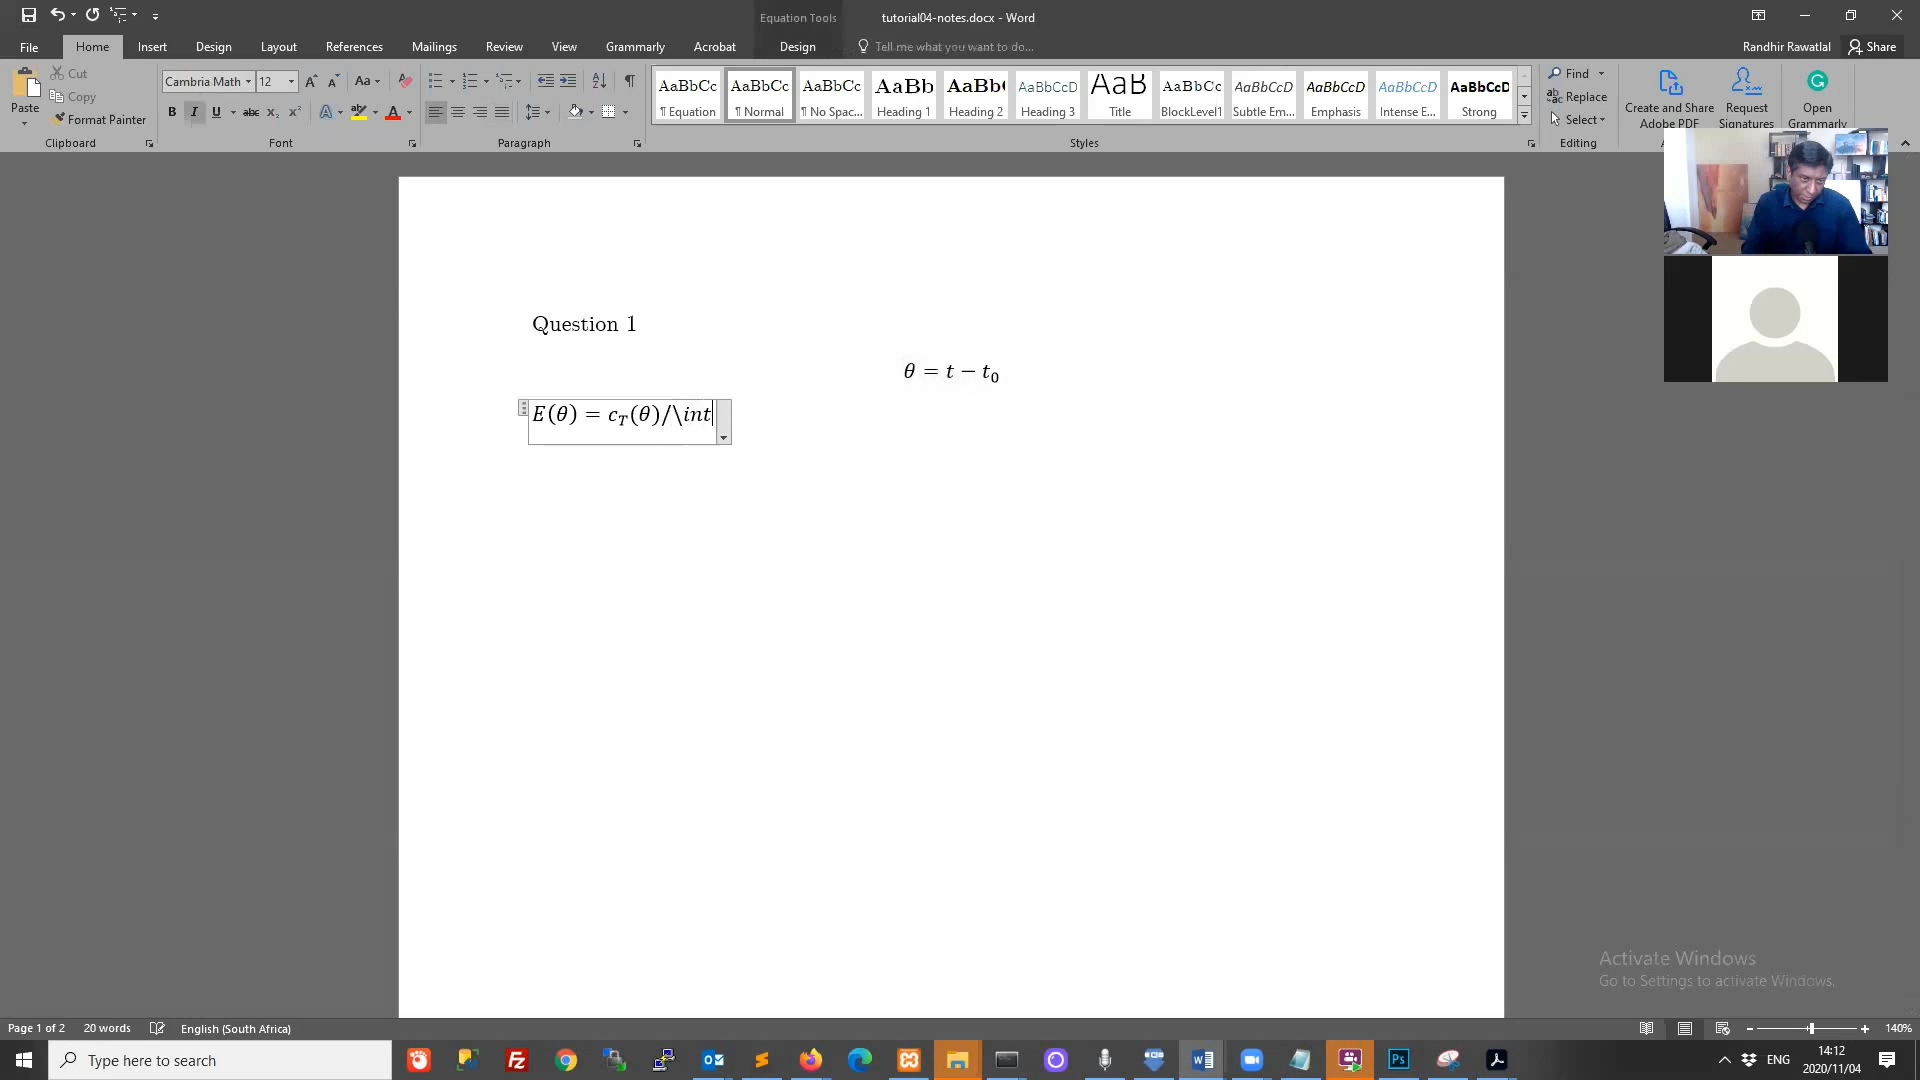 Equation Tools
tutorial04-notes.docx - Word
File Home Insert Design Layout References Mailings Review View Grammarly Acrobat Design Tell me what you want to do... Randhir Rawatlal Share
Paste
Cut
Copy
Format Painter
Clipboard
Cambria Math 12
Font
Paragraph
AaBbCc ¶ Equation
AaBbCc ¶ Normal
AaBbCc ¶ No Spac...
AaBb Heading 1
AaBb( Heading 2
AaBbCcD Heading 3
AaB Title
AaBbCc BlockLevel1
AaBbCcD Subtle Em...
AaBbCcD Emphasis
AaBbCcD Intense E...
AaBbCcD Strong
Styles
Find
Replace
Select
Editing
Create and Share Adobe PDF
Request Signatures
Open Grammarly
Question 1
θ = t − t₀
E(θ) = c_T(θ)/\int
Activate Windows
Go to Settings to activate Windows.
Page 1 of 2 20 words English (South Africa) 140%
Type here to search
ENG
14:12
2020/11/04